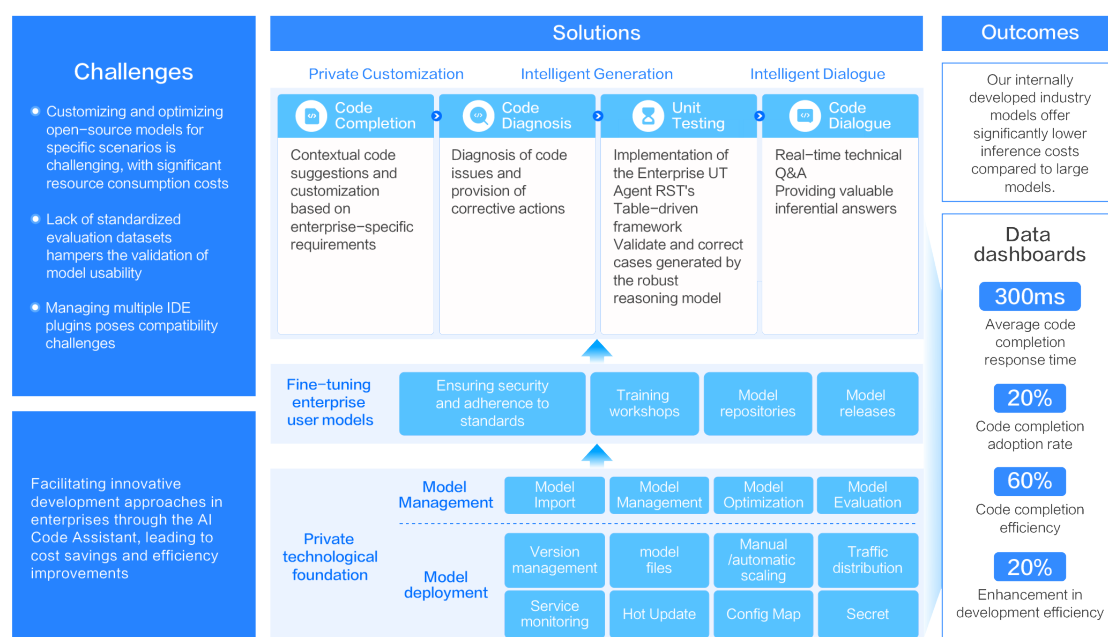 Challenges
Customizing and optimizing
open-source models for
specific scenarios is
challenging, with significant
resource consumption costs
Lack of standardized
evaluation datasets
hampers the validation of
model usability
Managing multiple IDE
plugins poses compatibility
challenges
Facilitating innovative
development approaches in
enterprises through the AI
Code Assistant, leading to
cost savings and efficiency
improvements
Solutions
Private Customization
Intelligent Generation
Intelligent Dialogue
Code
Completion
Contextual code
suggestions and
customization
based on
enterprise-specific
requirements
Code
Diagnosis
Diagnosis of code
issues and
provision of
corrective actions
Unit
Testing
Implementation of
the Enterprise UT
Agent RST's
Table-driven
framework
Validate and correct
cases generated by
the robust
reasoning model
Code
Dialogue
Real-time technical
Q&A
Providing valuable
inferential answers
Fine-tuning
enterprise
user models
Ensuring security
and adherence to
standards
Training
workshops
Model
repositories
Model
releases
Private
technological
foundation
Model
Management
Model
Import
Model
Management
Model
Optimization
Model
Evaluation
Model
deployment
Version
management
model
files
Manual
/automatic
scaling
Traffic
distribution
Service
monitoring
Hot Update
Config Map
Secret
Outcomes
Our internally
developed industry
models offer
significantly lower
inference costs
compared to large
models.
Data
dashboards
300ms
Average code
completion
response time
20%
Code completion
adoption rate
60%
Code completion
efficiency
20%
Enhancement in
development efficiency